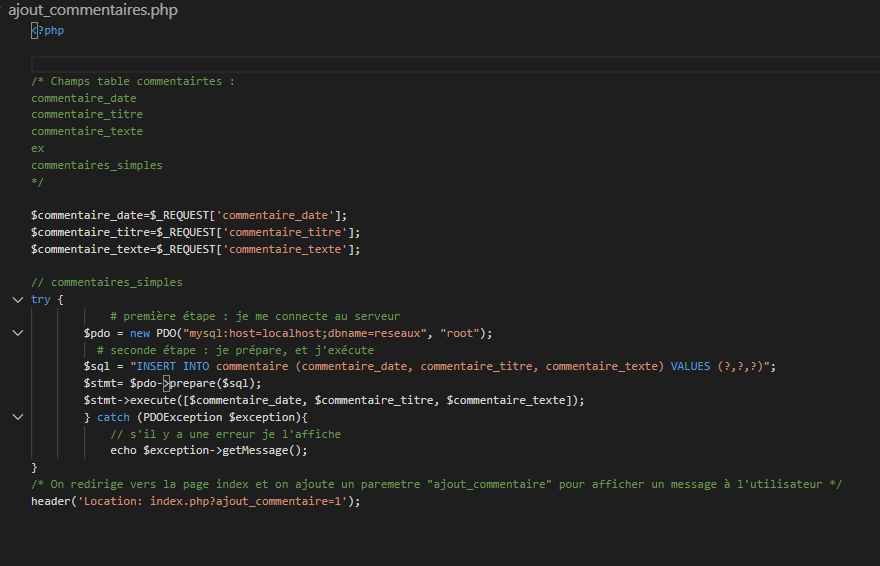 ajout_commentaires.php
<?php
/* Champs table commentairtes :
commentaire_date
commentaire_titre
commentaire_texte
ex
commentaires_simples
*/
$commentaire_date=$_REQUEST['commentaire_date'];
$commentaire_titre=$_REQUEST['commentaire_titre'];
$commentaire_texte=$_REQUEST['commentaire_texte'];
// commentaires_simples
try {
# première étape : je me connecte au serveur
$pdo = new PDO("mysql:host=localhost;dbname=reseaux", "root");
# seconde étape : je prépare, et j'exécute
$sql = "INSERT INTO commentaire (commentaire_date, commentaire_titre, commentaire_texte) VALUES (?,?,?)";
$stmt= $pdo->prepare($sql);
$stmt->execute([$commentaire_date, $commentaire_titre, $commentaire_texte]);
} catch (PDOException $exception){
// s'il y a une erreur je l'affiche
echo $exception->getMessage();
}
/* On redirige vers la page index et on ajoute un paremetre "ajout_commentaire" pour afficher un message à l'utilisateur */
header('Location: index.php?ajout_commentaire=1');